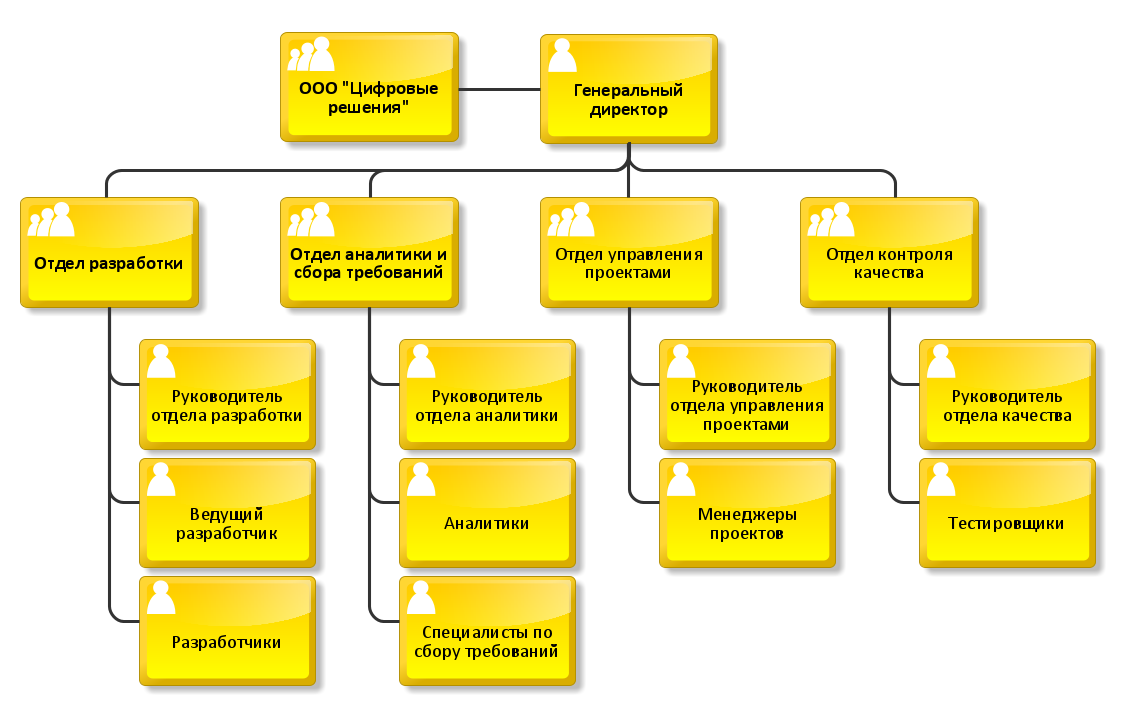 ООО "Цифровые
решения"
Генеральный
директор
Отдел разработки
Отдел аналитики и
сбора требований
Отдел управления
проектами
Отдел контроля
качества
Руководитель
отдела разработки
Руководитель
отдела аналитики
Руководитель
отдела управления
проектами
Руководитель
отдела качества
Ведущий
разработчик
Аналитики
Менеджеры
проектов
Тестировщики
Разработчики
Специалисты по
сбору требований